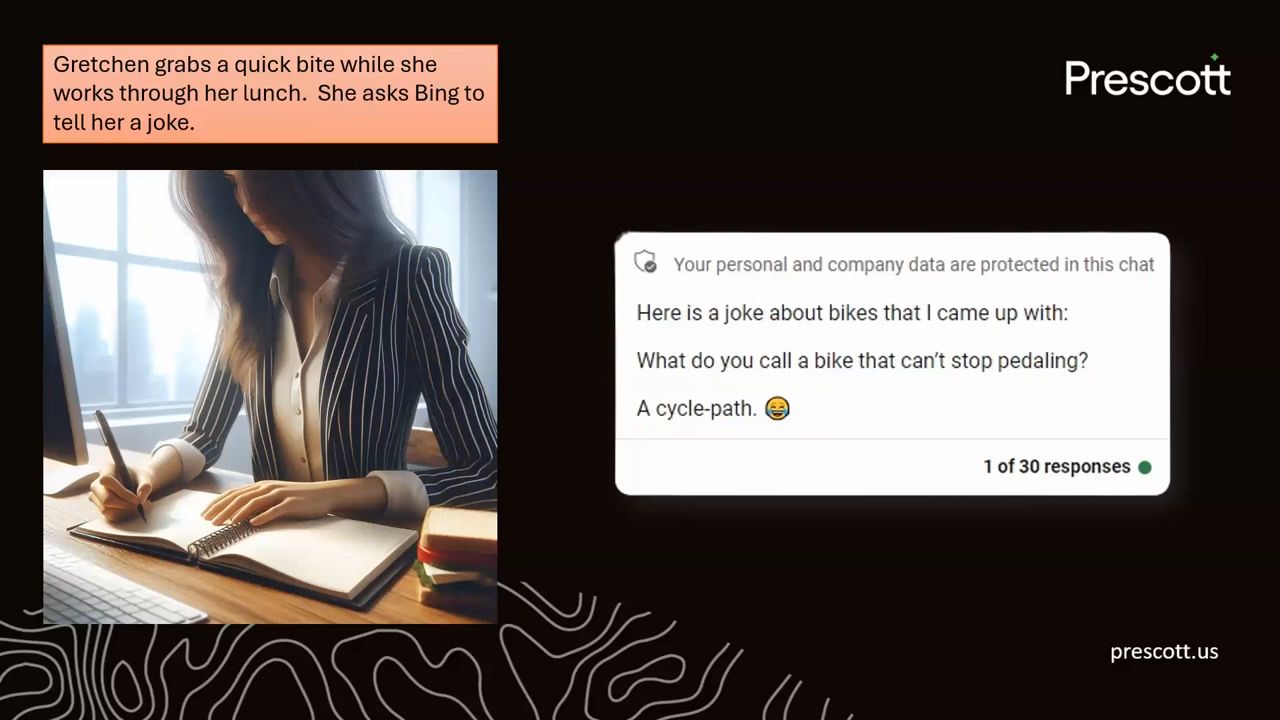 Gretchen grabs a quick bite while she
works through her lunch.  She asks Bing to
tell her a joke.
Prescott
Your personal and company data are protected in this chat
Here is a joke about bikes that I came up with:
What do you call a bike that can’t stop pedaling?
A cycle-path. 😂
1 of 30 responses
prescott.us